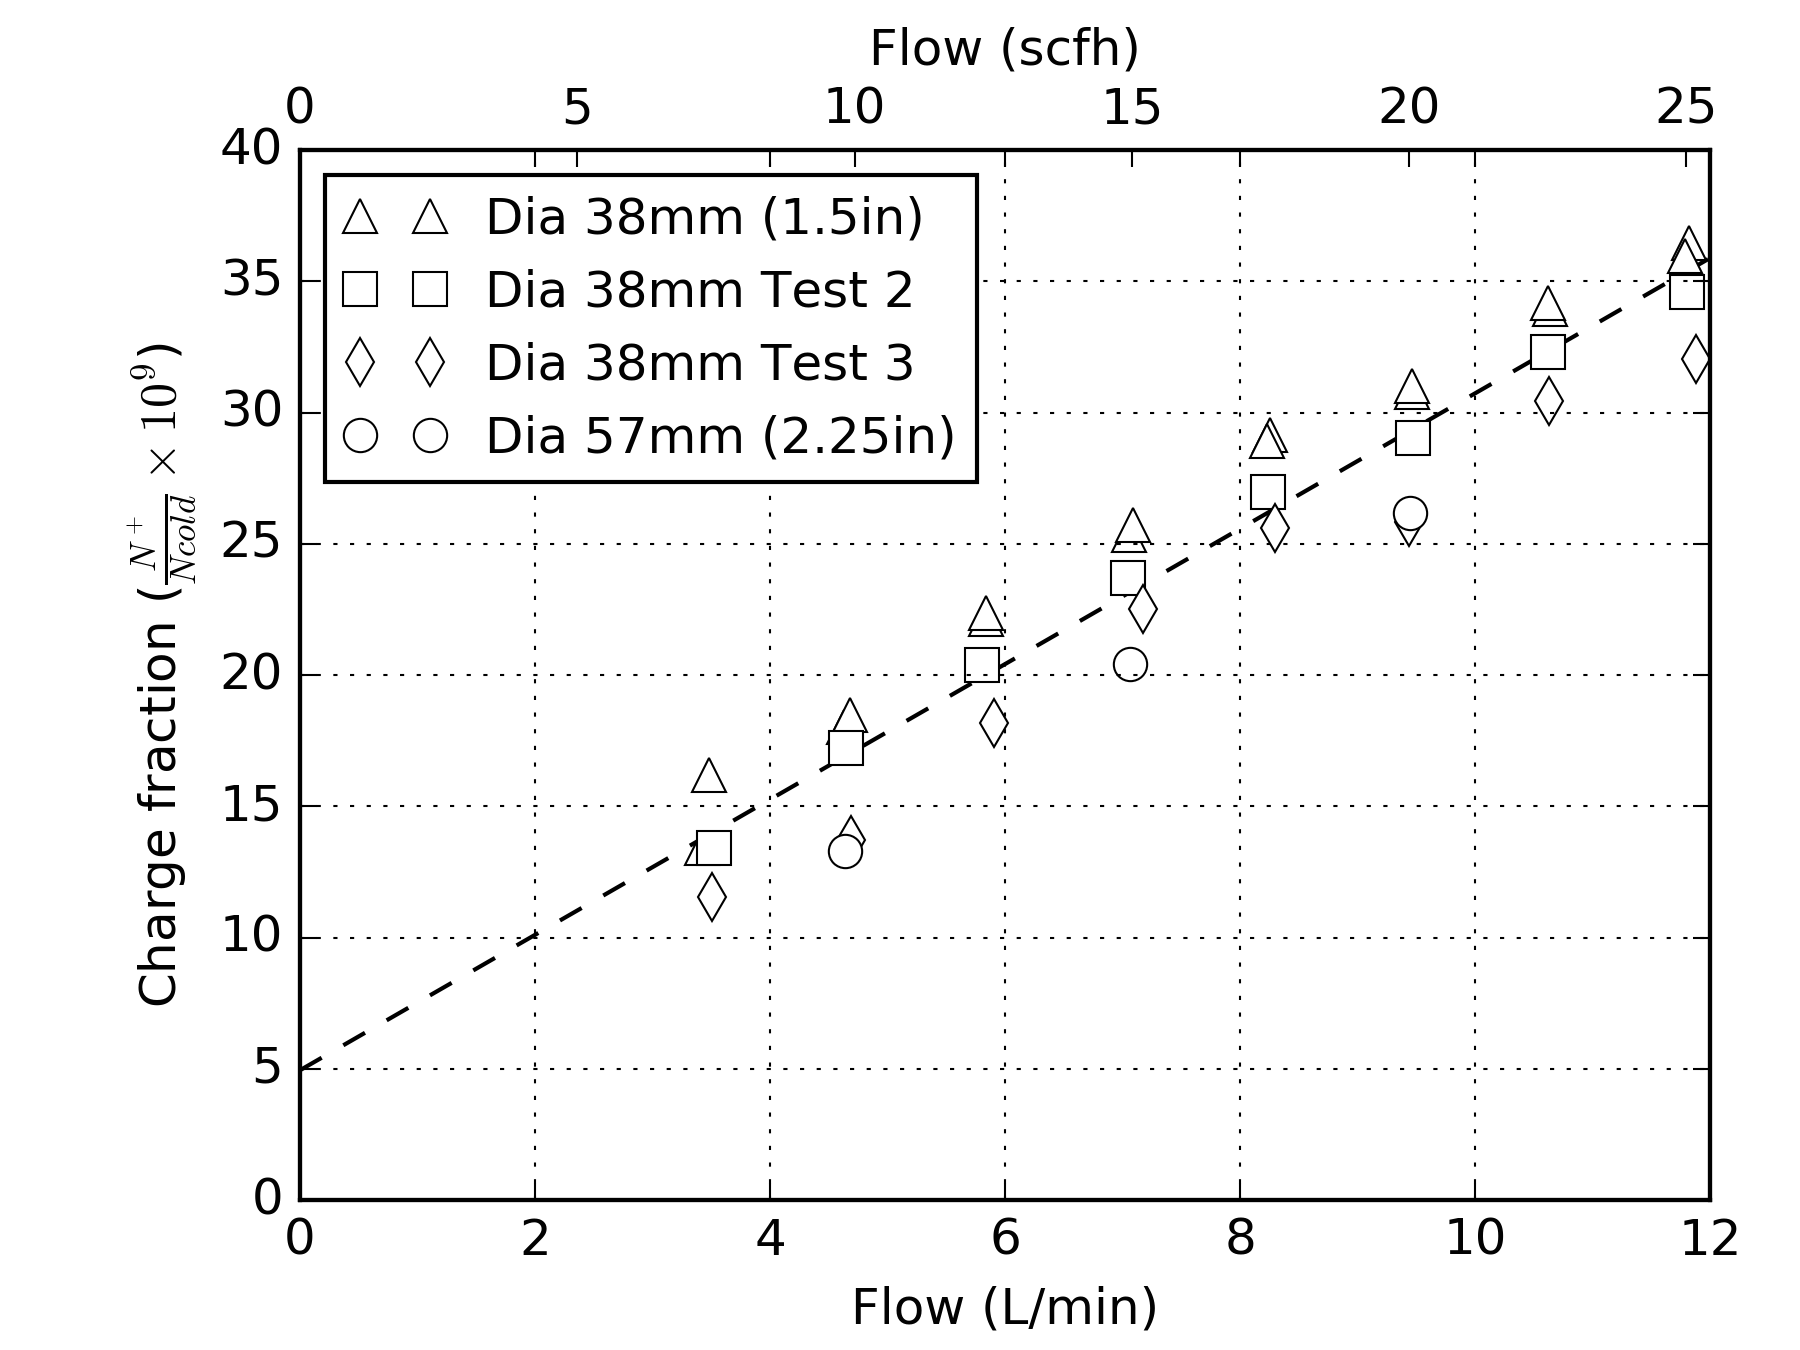 Flow (scfh)
0 5 10 15 20 25
40
35
30
25
20
15
10
5
0
Charge fraction (N⁺/Ncold × 10⁹)
Dia 38mm (1.5in)
Dia 38mm Test 2
Dia 38mm Test 3
Dia 57mm (2.25in)
0 2 4 6 8 10 12
Flow (L/min)